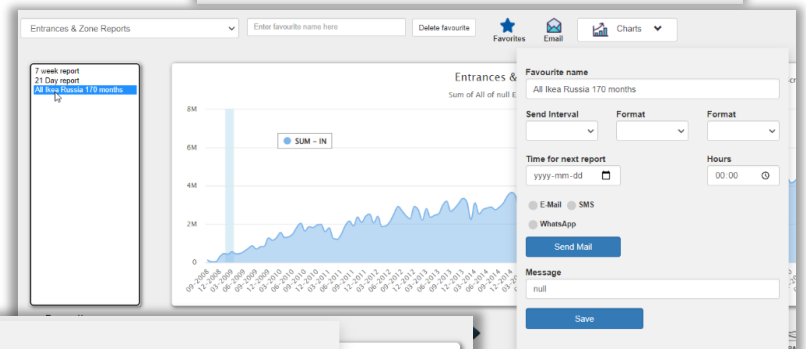 Entrances & Zone Reports
Enter favourite name here
Delete favourite
Favorites
Email
Charts
7 week report
21 Day report
All Ikea Russia 170 months
Entrances &
Sum of All of null E
8M
6M
4M
2M
0
SUM – IN
09-2008
12-2008
03-2009
06-2009
09-2009
12-2009
03-2010
06-2010
09-2010
12-2010
03-2011
06-2011
09-2011
12-2011
03-2012
06-2012
09-2012
12-2012
03-2013
06-2013
09-2013
12-2013
03-2014
06-2014
09-2014
12-2014
Favourite name
All Ikea Russia 170 months
Send Interval
Format
Format
Time for next report
Hours
yyyy-mm-dd
00:00
E-Mail
SMS
WhatsApp
Send Mail
Message
null
Save